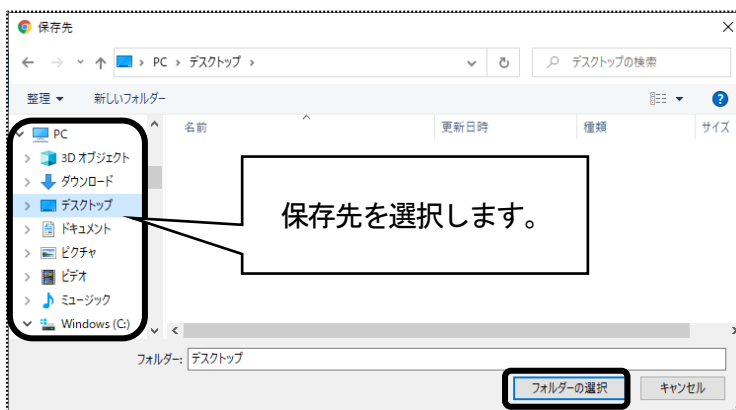 保存先
PC › デスクトップ ›
デスクトップの検索
整理
新しいフォルダー
?
名前
更新日時
種類
サイズ
PC
3D オブジェクト
ダウンロード
デスクトップ
ドキュメント
ピクチャ
ビデオ
ミュージック
Windows (C:)
保存先を選択します。
フォルダー: デスクトップ
フォルダーの選択
キャンセル